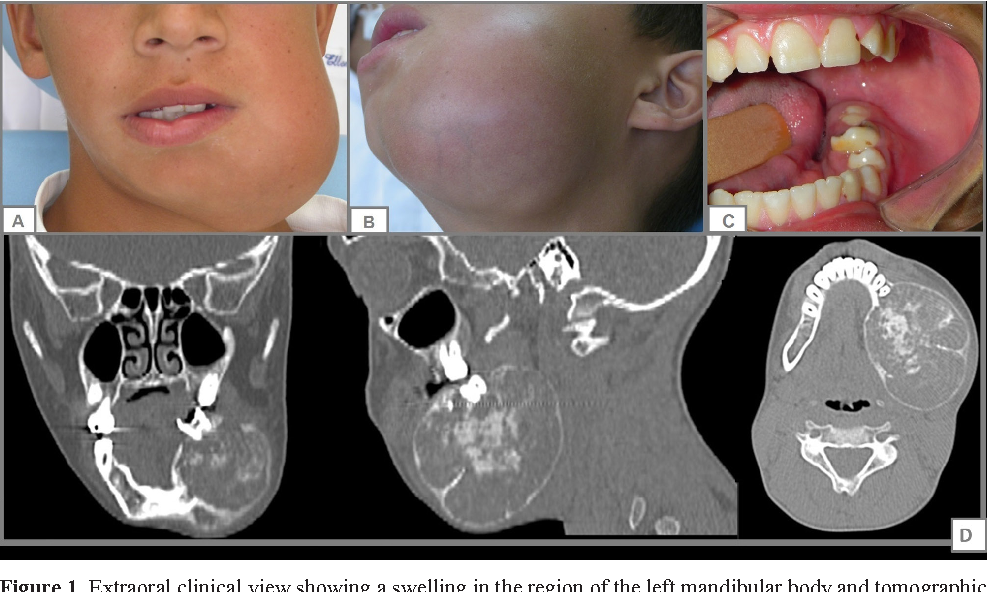 A
B
C
D
Figure 1. Extraoral clinical view showing a swelling in the region of the left mandibular body and tomographic